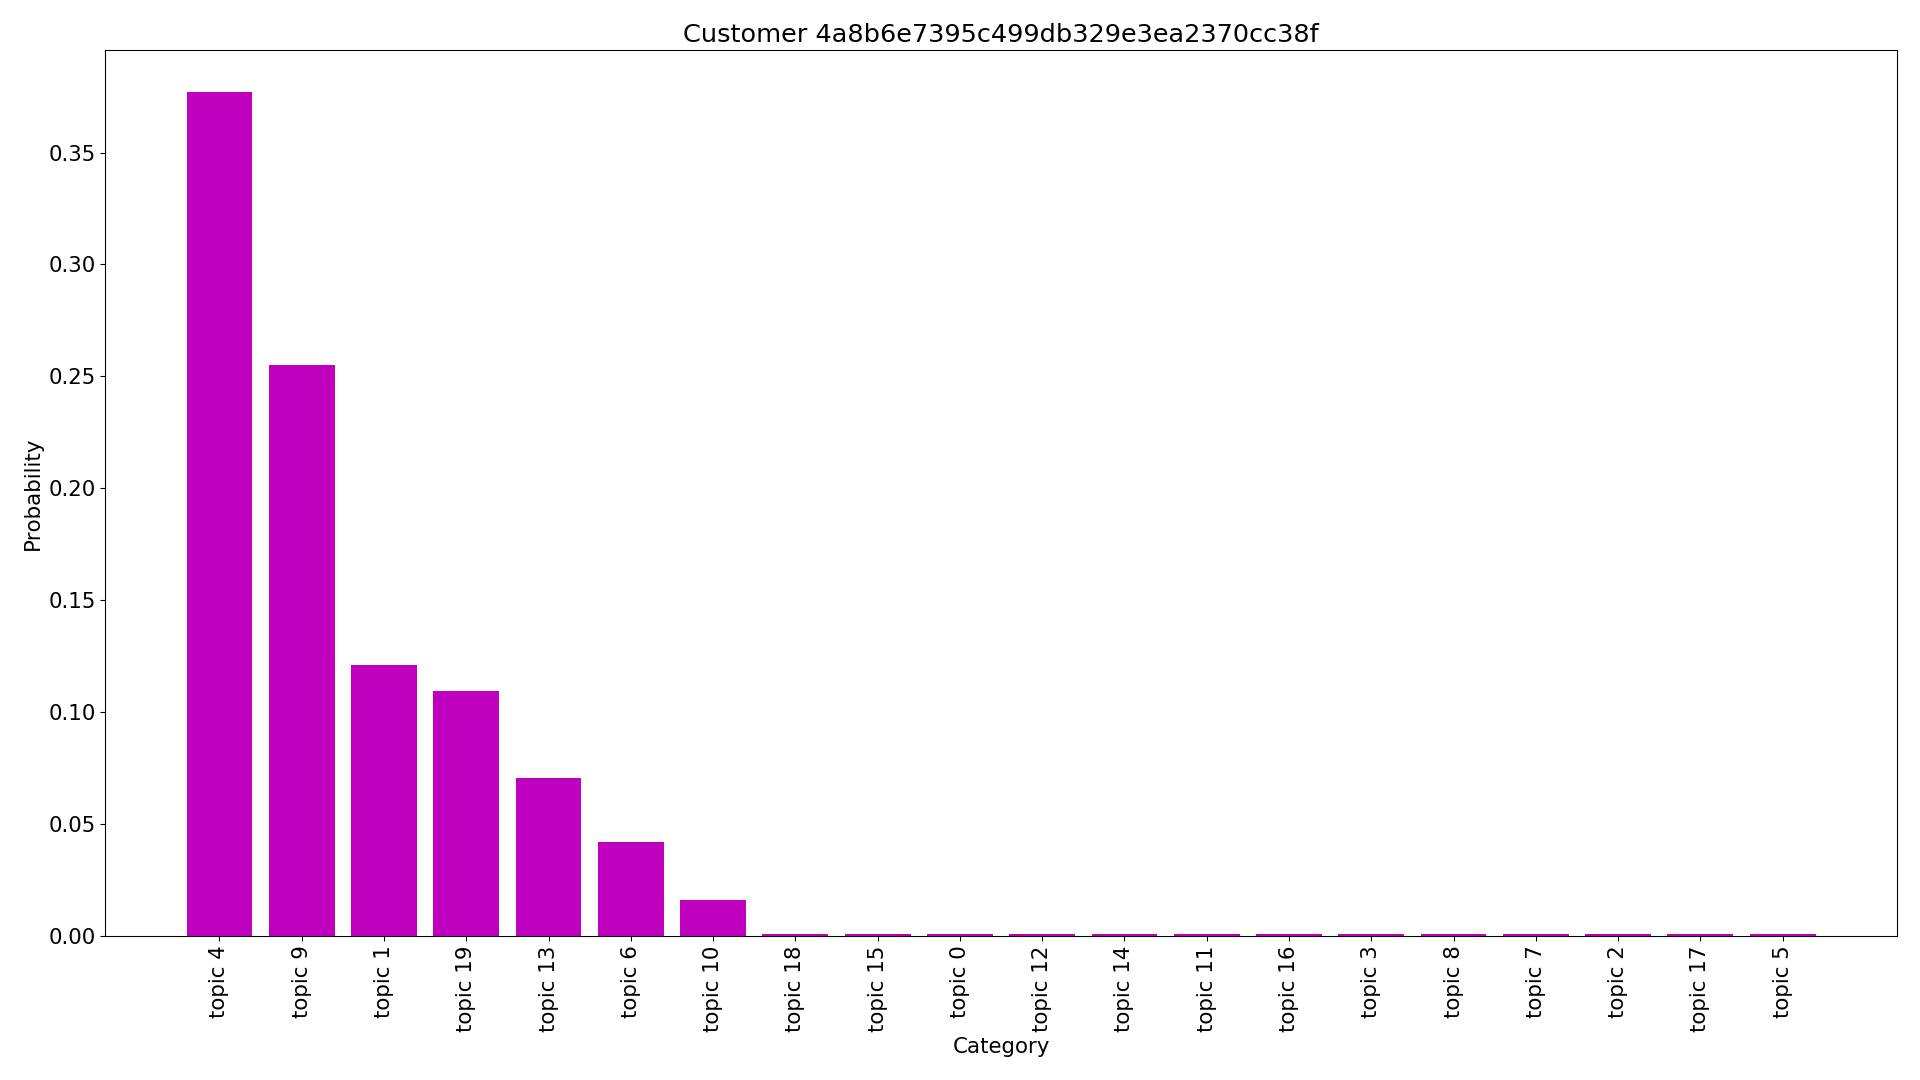 Customer 4a8b6e7395c499db329e3ea2370cc38f
Probability
0.35
0.30
0.25
0.20
0.15
0.10
0.05
0.00
topic 4
topic 9
topic 1
topic 19
topic 13
topic 6
topic 10
topic 18
topic 15
topic 0
topic 12
topic 14
topic 11
topic 16
topic 3
topic 8
topic 7
topic 2
topic 17
topic 5
Category